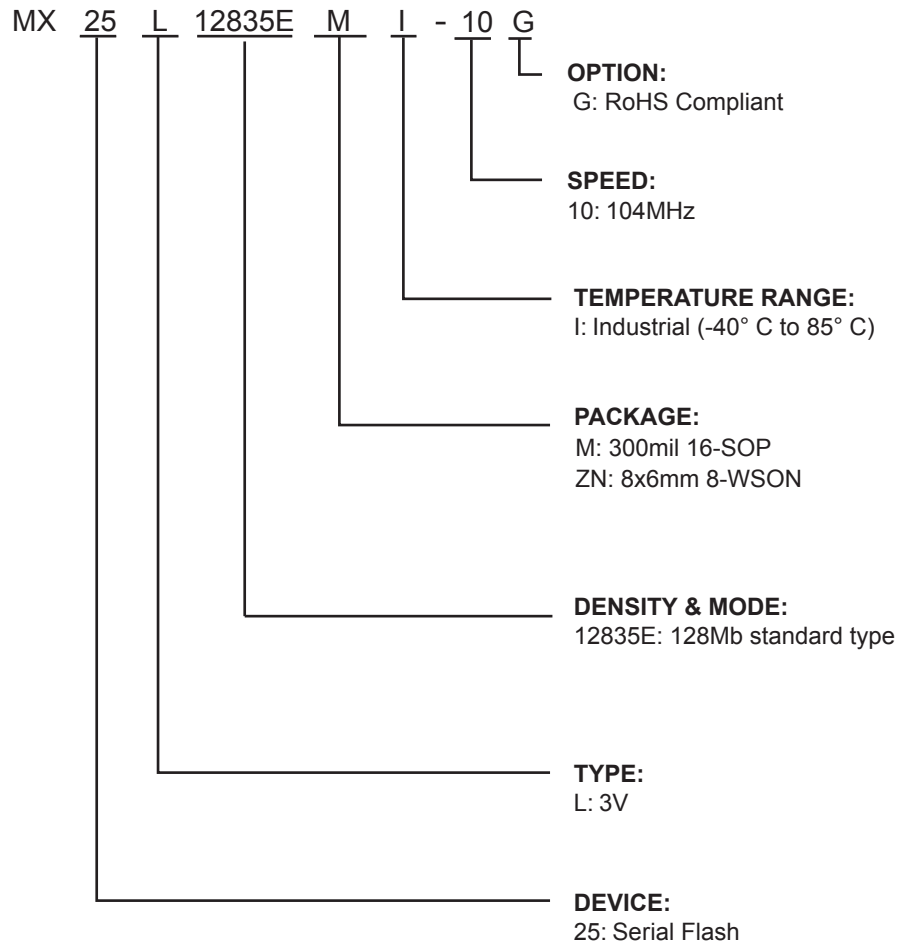 MX 25 L 12835E M I - 10 G
OPTION:
G: RoHS Compliant
SPEED:
10: 104MHz
TEMPERATURE RANGE:
I: Industrial (-40° C to 85° C)
PACKAGE:
M: 300mil 16-SOP
ZN: 8x6mm 8-WSON
DENSITY & MODE:
12835E: 128Mb standard type
TYPE:
L: 3V
DEVICE:
25: Serial Flash